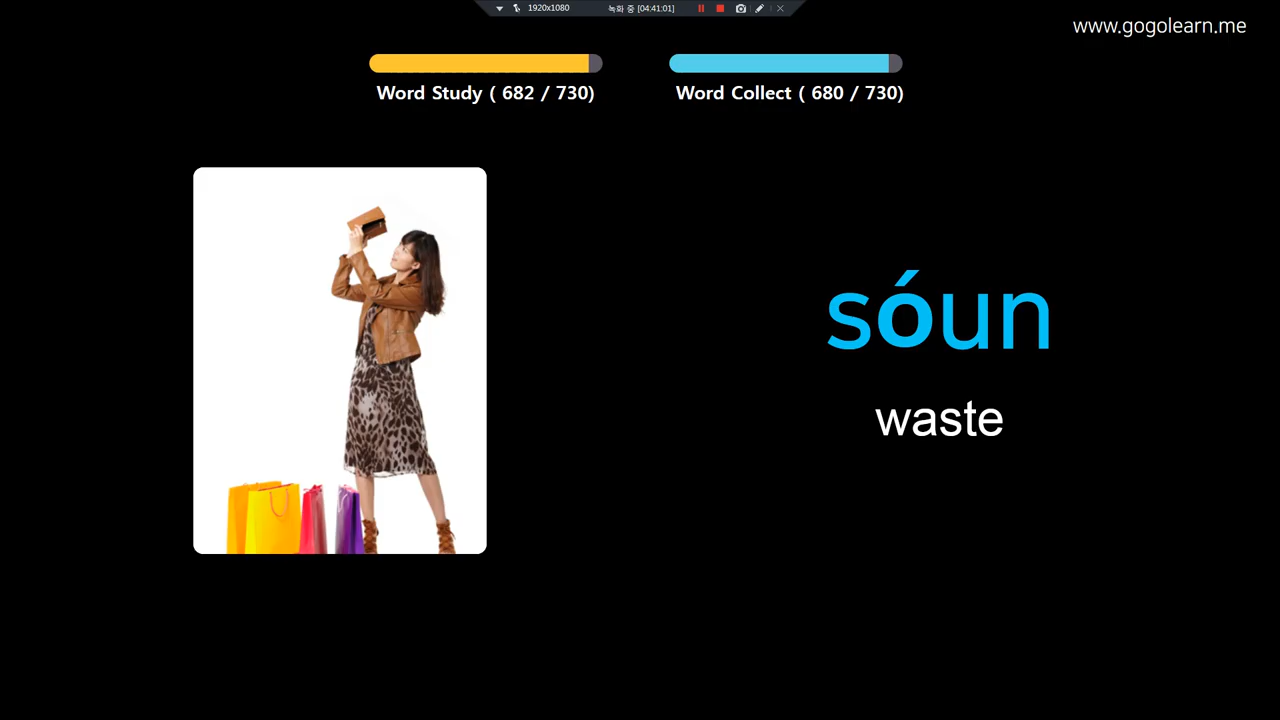 1920x1080 녹화 중 [04:41:01]
www.gogolearn.me
Word Study ( 682 / 730)
Word Collect ( 680 / 730)
sóun
waste